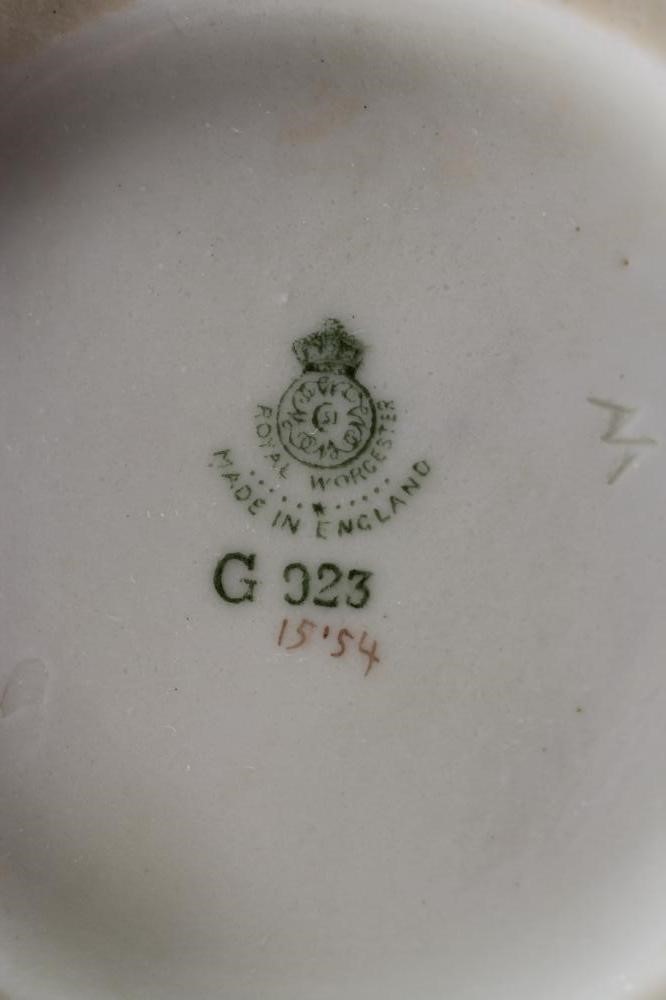 ROYAL WORCESTER
MADE IN ENGLAND
G 923
15.54